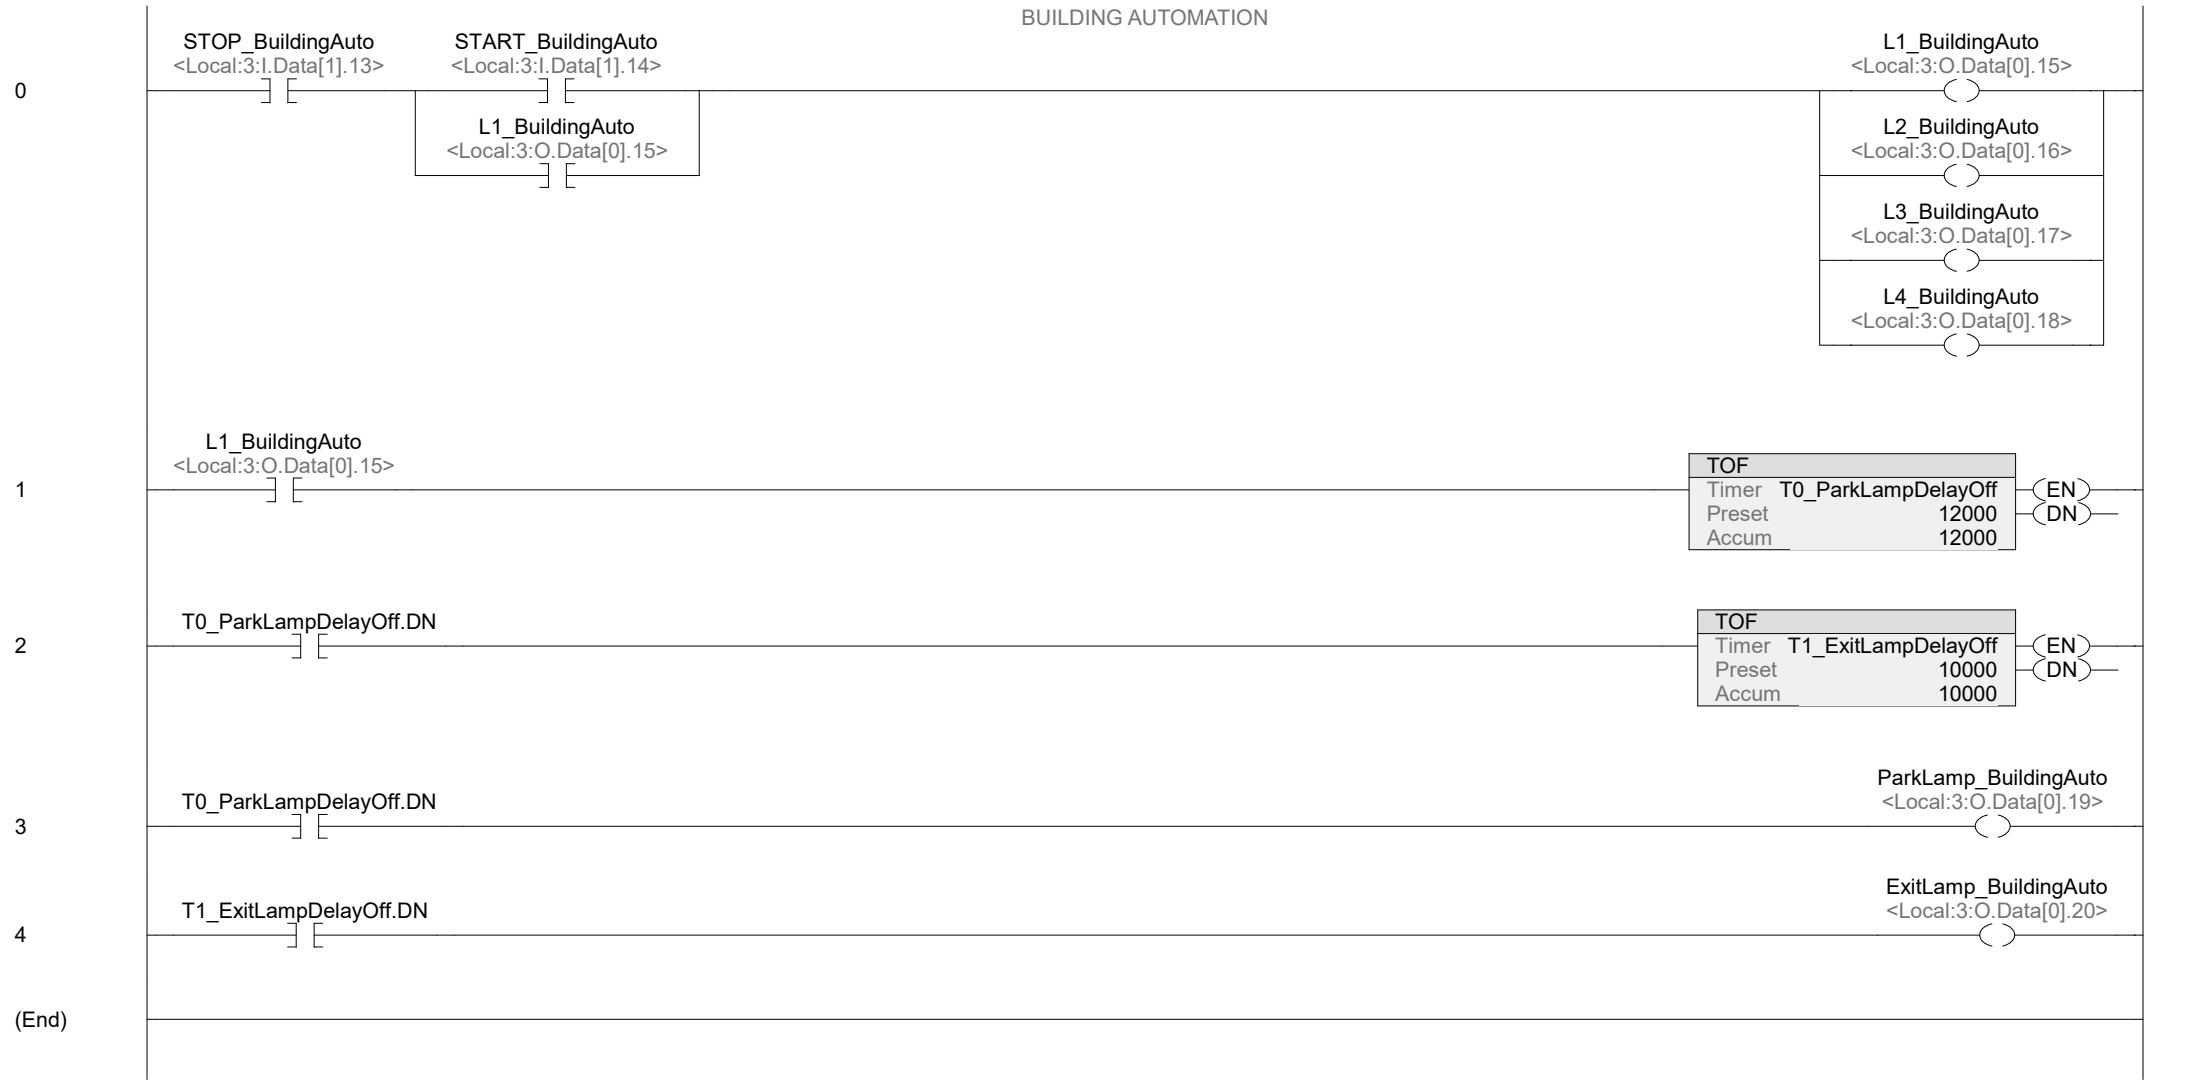 BUILDING AUTOMATION
STOP_BuildingAuto
<Local:3:I.Data[1].13>
START_BuildingAuto
<Local:3:I.Data[1].14>
L1_BuildingAuto
<Local:3:O.Data[0].15>
0
L1_BuildingAuto
<Local:3:O.Data[0].15>
L2_BuildingAuto
<Local:3:O.Data[0].16>
L3_BuildingAuto
<Local:3:O.Data[0].17>
L4_BuildingAuto
<Local:3:O.Data[0].18>
L1_BuildingAuto
<Local:3:O.Data[0].15>
1
TOF
Timer T0_ParkLampDelayOff
Preset 12000
Accum 12000
EN
DN
T0_ParkLampDelayOff.DN
2
TOF
Timer T1_ExitLampDelayOff
Preset 10000
Accum 10000
EN
DN
T0_ParkLampDelayOff.DN
3
ParkLamp_BuildingAuto
<Local:3:O.Data[0].19>
T1_ExitLampDelayOff.DN
4
ExitLamp_BuildingAuto
<Local:3:O.Data[0].20>
(End)